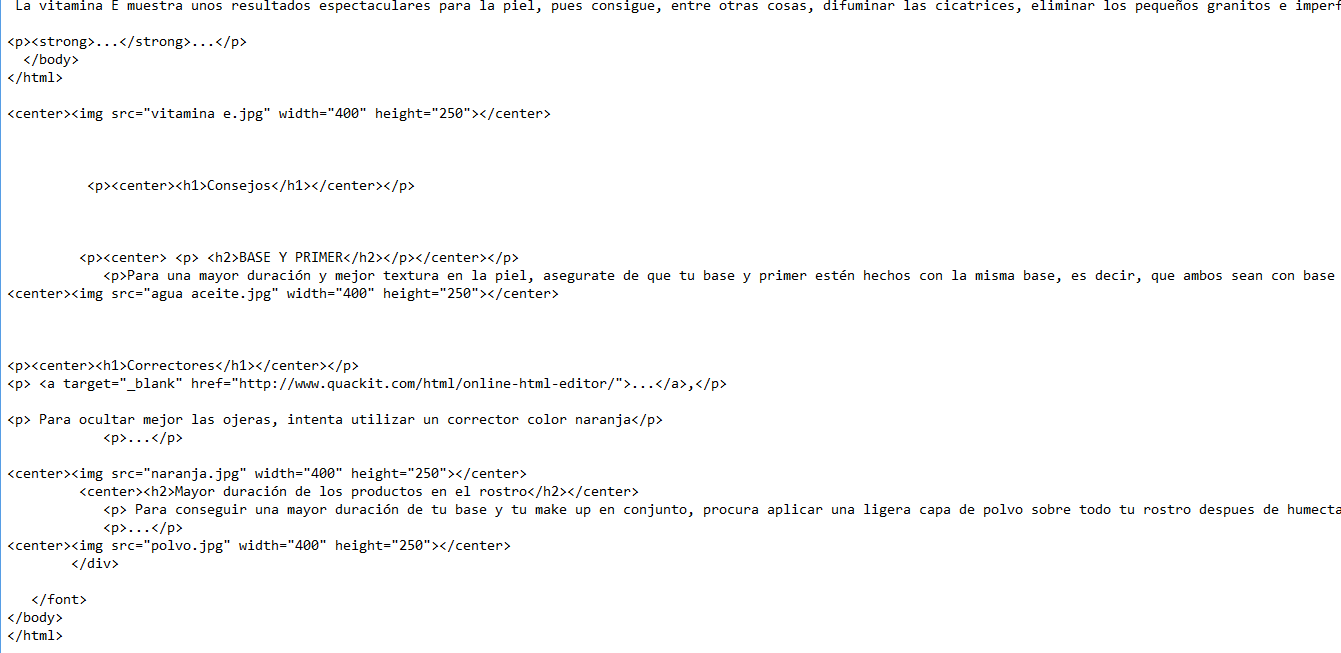 La vitamina E muestra unos resultados espectaculares para la piel, pues consigue, entre otras cosas, difuminar las cicatrices, eliminar los pequeños granitos e
<p><strong>...</strong>...</p>
</body>
</html>
<center><img src="vitamina e.jpg" width="400" height="250"></center>
<p><center><h1>Consejos</h1></center></p>
<p><center> <p> <h2>BASE Y PRIMER</h2></p></center></p>
<p>Para una mayor duración y mejor textura en la piel, asegurate de que tu base y primer estén hechos con la misma base, es decir, que ambos sean con base
<center><img src="agua aceite.jpg" width="400" height="250"></center>
<p><center><h1>Correctores</h1></center></p>
<p> <a target="_blank" href="http://www.quackit.com/html/online-html-editor/">...</a>,</p>
<p> Para ocultar mejor las ojeras, intenta utilizar un corrector color naranja</p>
<p>...</p>
<center><img src="naranja.jpg" width="400" height="250"></center>
<center><h2>Mayor duración de los productos en el rostro</h2></center>
<p> Para conseguir una mayor duración de tu base y tu make up en conjunto, procura aplicar una ligera capa de polvo sobre todo tu rostro despues de humecta
<p>...</p>
<center><img src="polvo.jpg" width="400" height="250"></center>
</div>
</font>
</body>
</html>